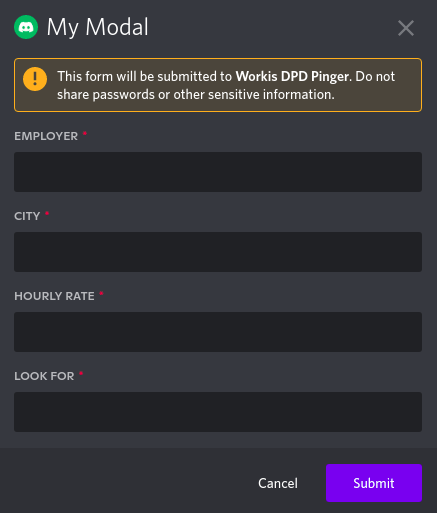 My Modal
This form will be submitted to Workis DPD Pinger. Do not
share passwords or other sensitive information.
EMPLOYER *
CITY *
HOURLY RATE *
LOOK FOR *
Cancel
Submit